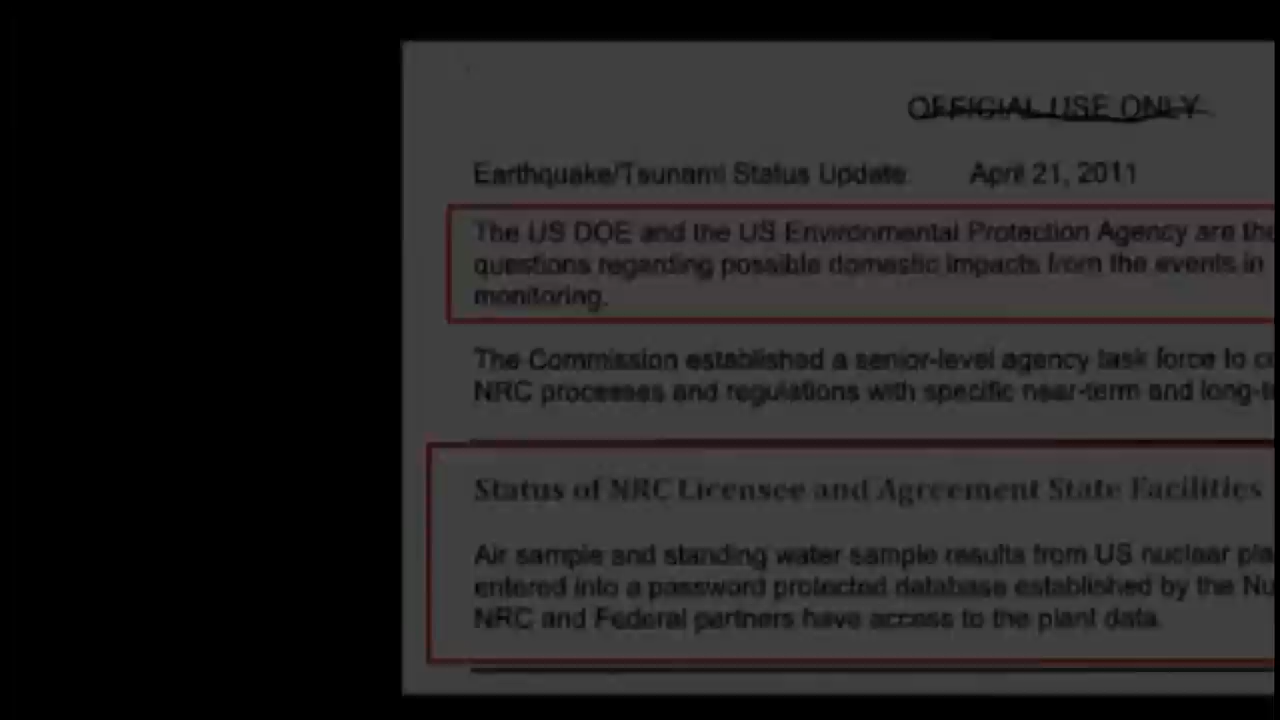 OFFICIAL USE ONLY
Earthquake/Tsunami Status Update April 21, 2011
The US DOE and the US Environmental Protection Agency are the
questions regarding possible domestic impacts from the events in
monitoring.
The Commission established a senior-level agency task force to
NRC processes and regulations with specific near-term and
Status of NRC Licensee and Agreement State Facilities
Air sample and standing water sample results from US nuclear
entered into a password protected database established by the
NRC and Federal partners have access to the plant data.